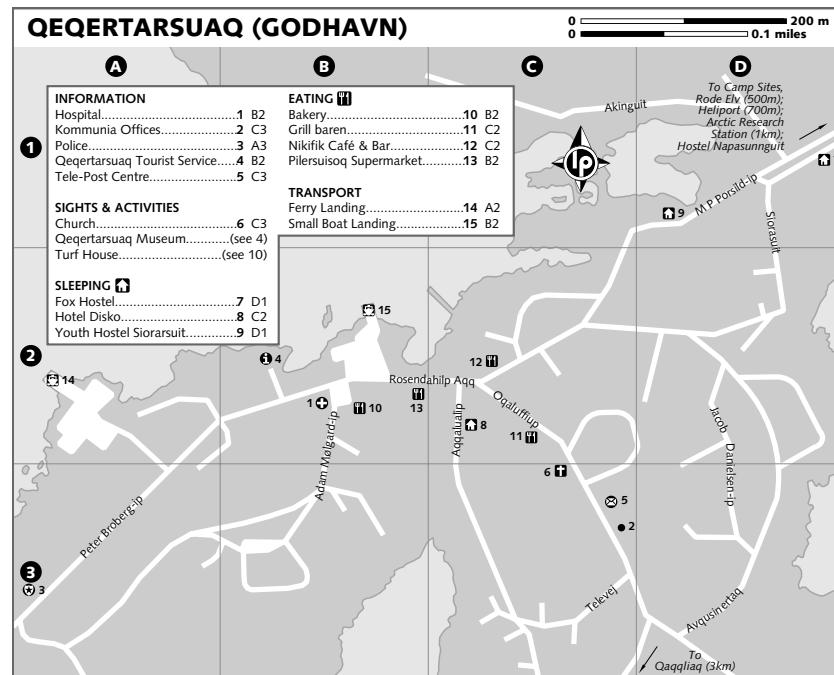 QEQERTARSUAQ (GODHAVN)
0 200 m
0 0.1 miles
A B C D
INFORMATION
Hospital 1 B2
Kommunia Offices 2 C3
Police 3 A3
Qeqertarsuaq Tourist Service 4 B2
Tele-Post Centre 5 C3
SIGHTS & ACTIVITIES
Church 6 C3
Qeqertarsuaq Museum (see 4)
Turf House (see 10)
SLEEPING
Fox Hostel 7 D1
Hotel Disko 8 C2
Youth Hostel Siorarsuit 9 D1
EATING
Bakery 10 B2
Grill baren 11 C2
Nikifik Café & Bar 12 C2
Pilersuisoq Supermarket 13 B2
TRANSPORT
Ferry Landing 14 A2
Small Boat Landing 15 B2
To Camp Sites,
Rode Elv (500m);
Heliport (700m);
Arctic Research
Station (1km);
Hostel Napasunnguit
Akinguit
1
lp
M P Porsild-ip
9
Siorasuit
15
2
4
12
14
Rosendahilp Aqq
1
10
13
Oqaluffiup
Aqqalualip
8
11
Jacob Danielsen-ip
Adam Mølgard-ip
6
5
2
Peter Broberg-ip
3
3
Televej
Avqusinertaq
To
Qaqqliaq (3km)